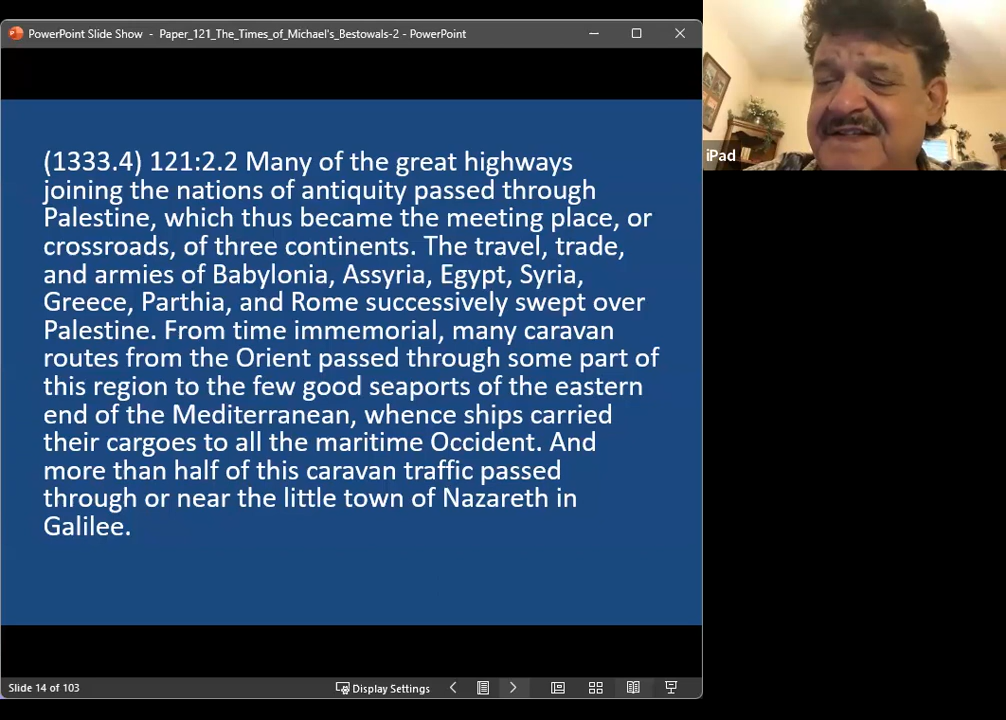 PowerPoint Slide Show - Paper_121_The_Times_of_Michael's_Bestowals-2 - PowerPoint
(1333.4) 121:2.2 Many of the great highways
joining the nations of antiquity passed through
Palestine, which thus became the meeting place, or
crossroads, of three continents. The travel, trade,
and armies of Babylonia, Assyria, Egypt, Syria,
Greece, Parthia, and Rome successively swept over
Palestine. From time immemorial, many caravan
routes from the Orient passed through some part of
this region to the few good seaports of the eastern
end of the Mediterranean, whence ships carried
their cargoes to all the maritime Occident. And
more than half of this caravan traffic passed
through or near the little town of Nazareth in
Galilee.
iPad
Slide 14 of 103
Display Settings